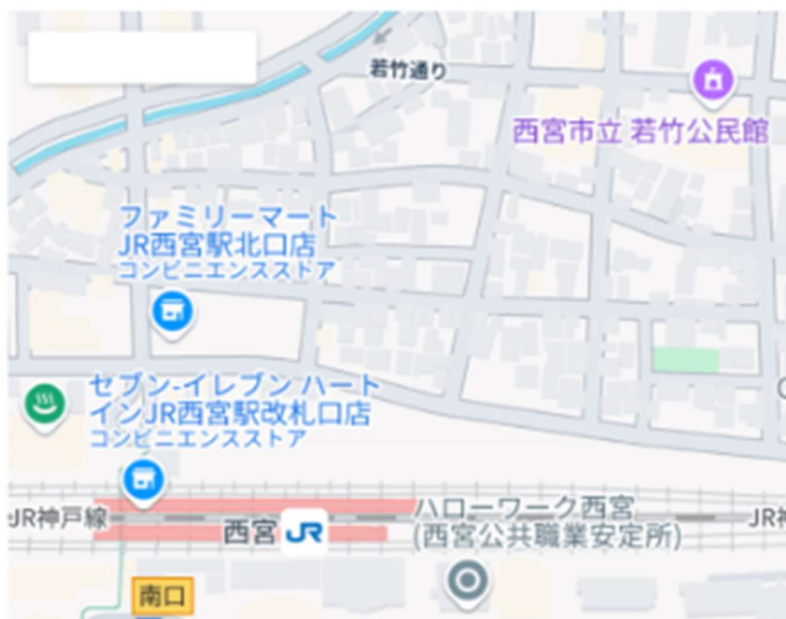 若竹通り
西宮市立 若竹公民館
ファミリーマート
JR西宮駅北口店
コンビニエンスストア
セブン-イレブン ハート
インJR西宮駅改札口店
コンビニエンスストア
JR神戸線
西宮 JR
ハローワーク西宮
(西宮公共職業安定所)
JR神
南口